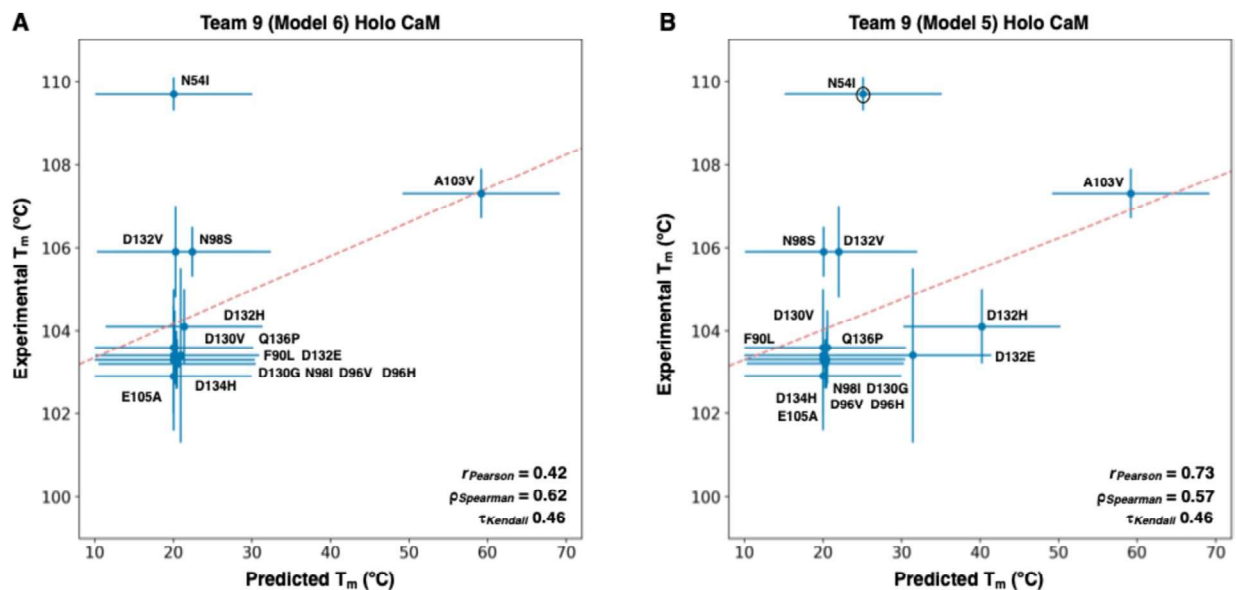 A
Team 9 (Model 6) Holo CaM
Experimental Tm (°C)
110
108
106
104
102
100
N54I
A103V
D132V
N98S
D132H
D130V Q136P
F90L D132E
D130G N98I D96V D96H
D134H
E105A
rPearson = 0.42
ρSpearman = 0.62
τKendall 0.46
10 20 30 40 50 60 70
Predicted Tm (°C)
B
Team 9 (Model 5) Holo CaM
Experimental Tm (°C)
110
108
106
104
102
100
N54I
A103V
N98S
D132V
D130V
D132H
F90L
Q136P
D132E
D134H
N98I D130G
D96V D96H
E105A
rPearson = 0.73
ρSpearman = 0.57
τKendall = 0.46
10 20 30 40 50 60 70
Predicted Tm (°C)